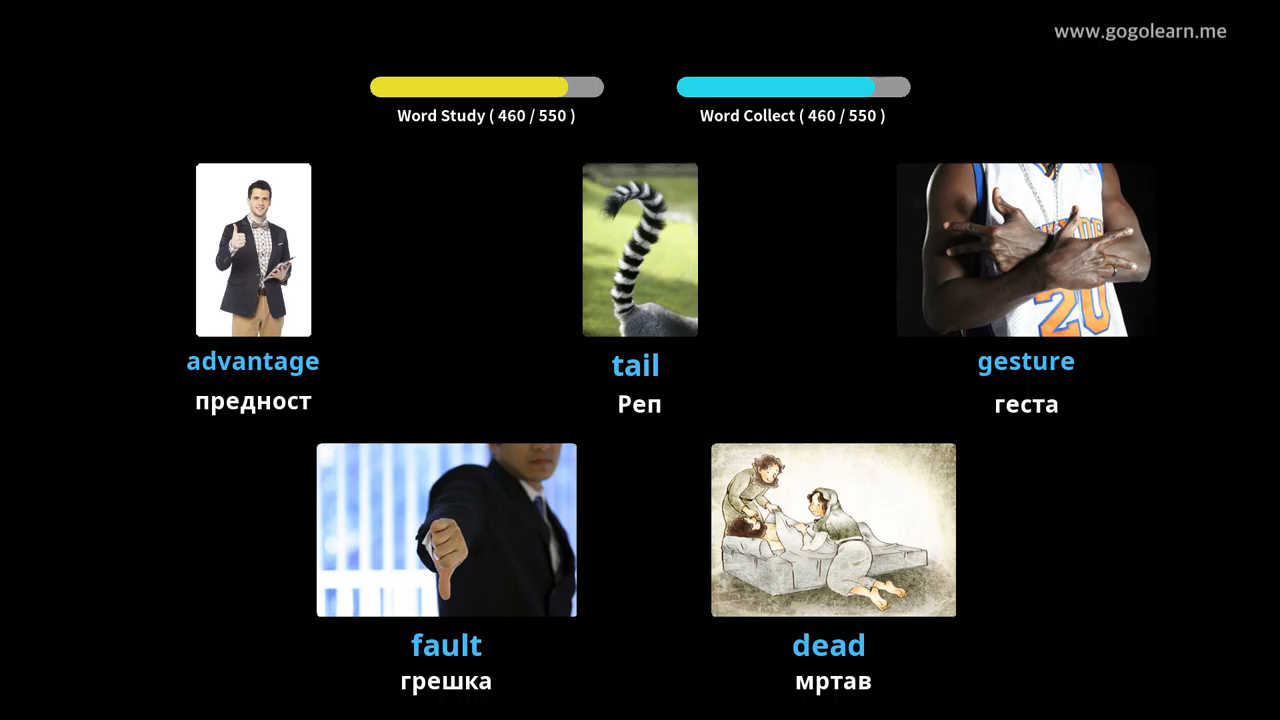 www.gogolearn.me
Word Study ( 460 / 550 )
Word Collect ( 460 / 550 )
advantage
предност
tail
Реп
gesture
геста
20
fault
грешка
dead
мртав